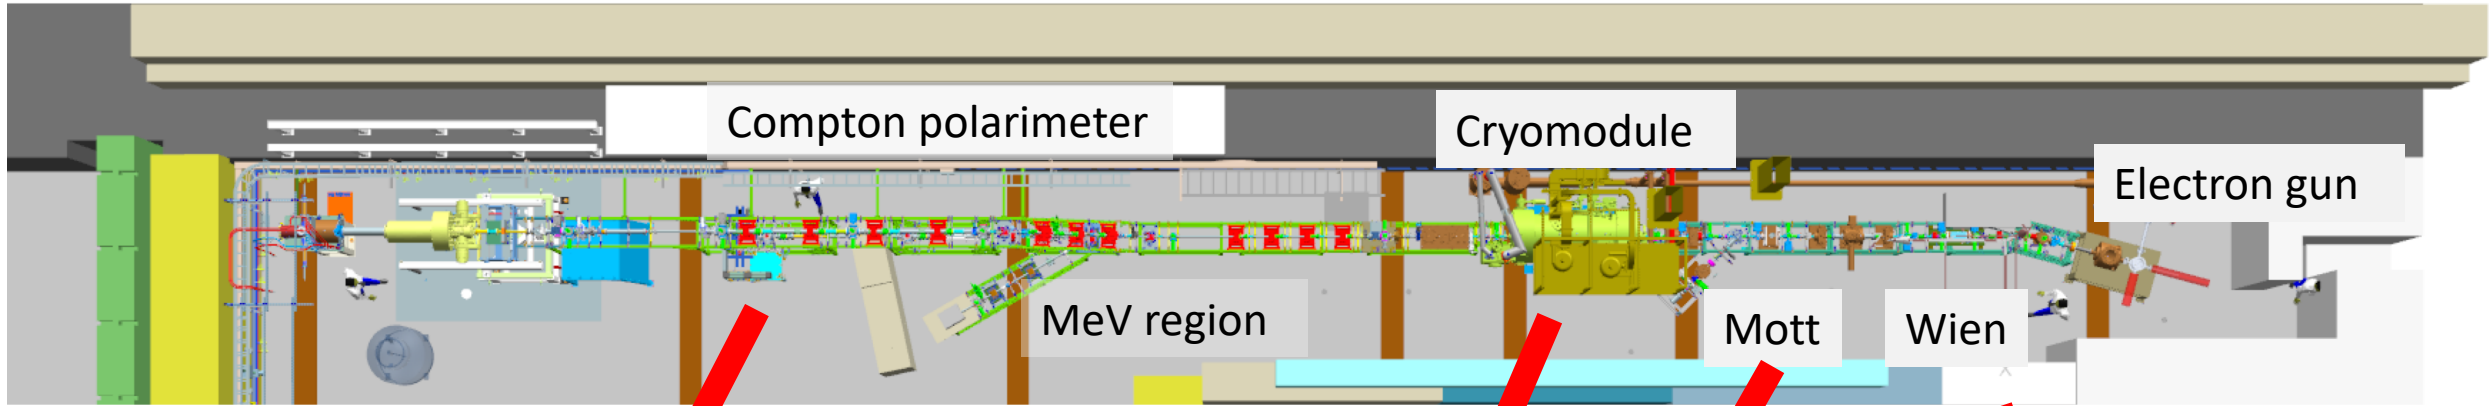 Compton polarimeter
Cryomodule
Electron gun
MeV region
Mott
Wien